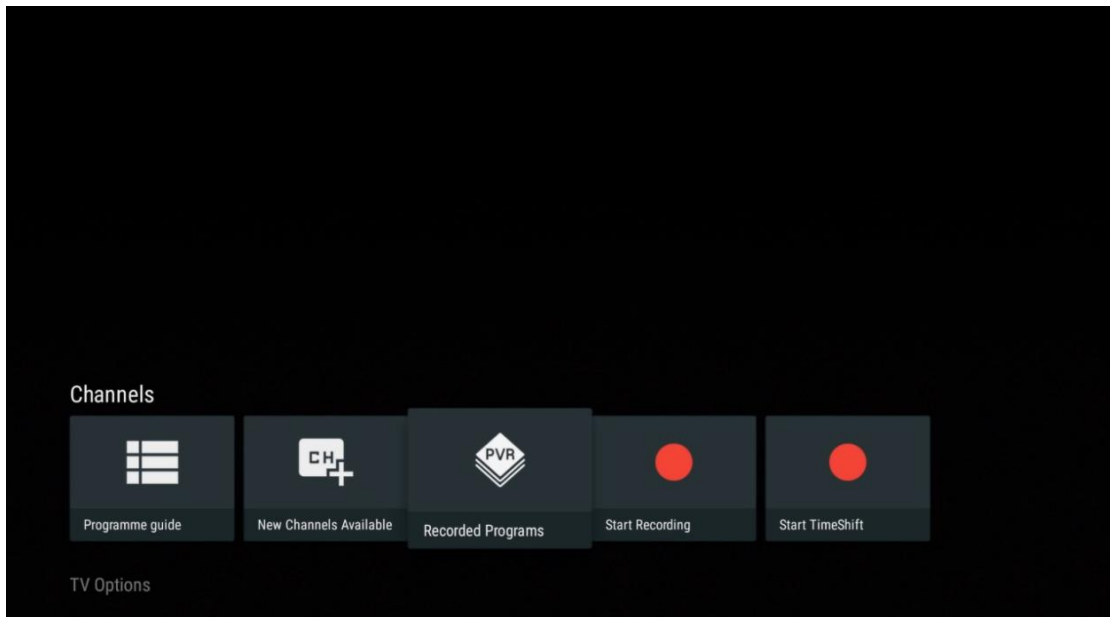 Channels
CH
PVR
Programme guide
New Channels Available
Recorded Programs
Start Recording
Start TimeShift
TV Options